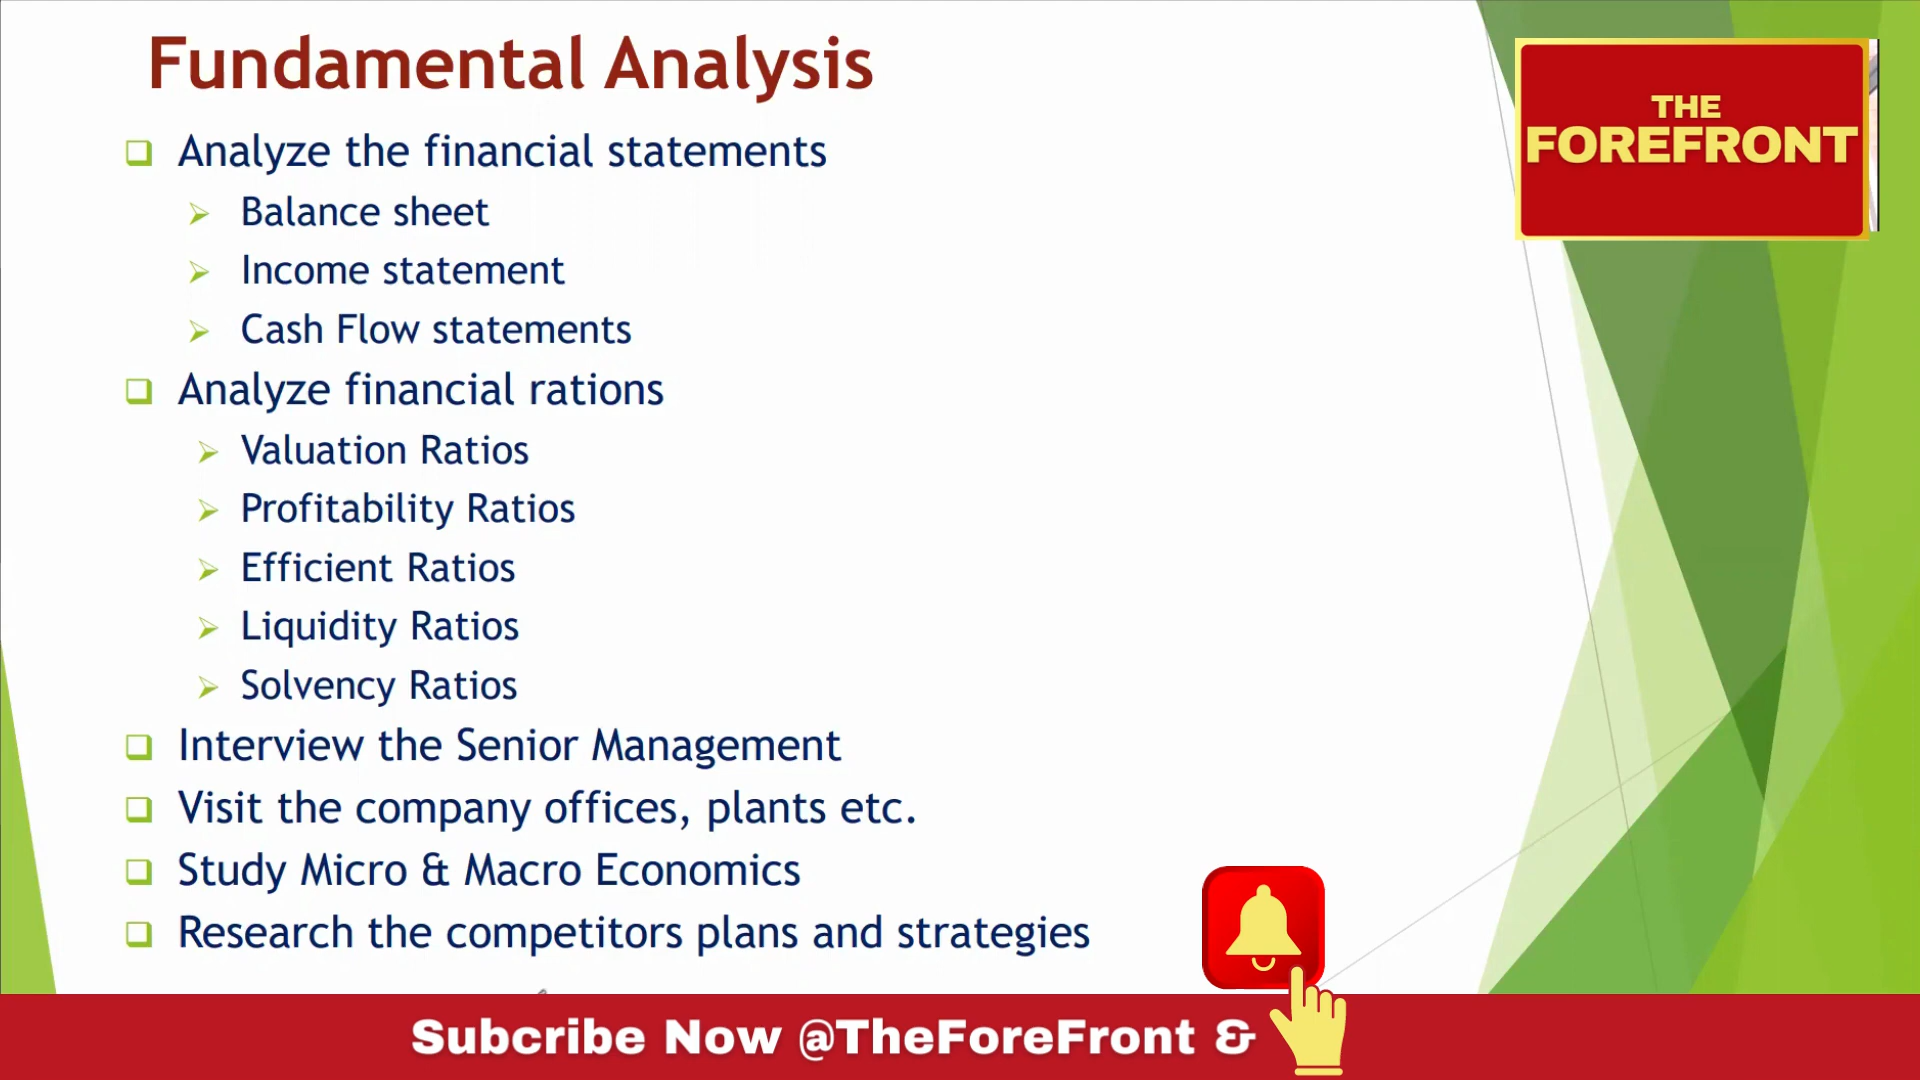 Fundamental Analysis
Analyze the financial statements
Balance sheet
Income statement
Cash Flow statements
Analyze financial rations
Valuation Ratios
Profitability Ratios
Efficient Ratios
Liquidity Ratios
Solvency Ratios
Interview the Senior Management
Visit the company offices, plants etc.
Study Micro & Macro Economics
Research the competitors plans and strategies
THE
FOREFRONT
Subcribe Now @TheForeFront &